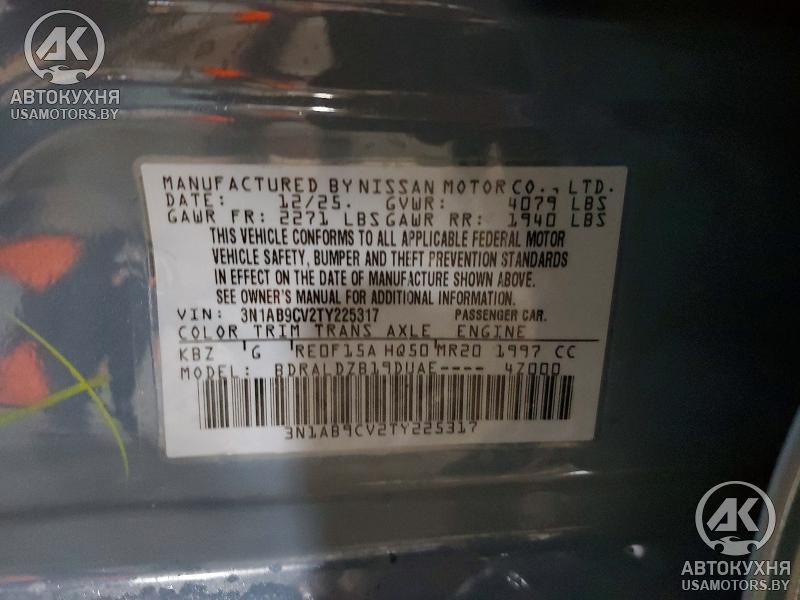 AK
АВТОКУХНЯ
USAMOTORS.BY
MANUFACTURED BY NISSAN MOTOR CO., LTD.
DATE: 12/25. GVWR: 4079 LBS
GAWR FR: 2271 LBS GAWR RR: 1940 LBS
THIS VEHICLE CONFORMS TO ALL APPLICABLE FEDERAL MOTOR
VEHICLE SAFETY, BUMPER AND THEFT PREVENTION STANDARDS
IN EFFECT ON THE DATE OF MANUFACTURE SHOWN ABOVE.
SEE OWNER'S MANUAL FOR ADDITIONAL INFORMATION.
VIN: 3N1AB9CV2TY225317 PASSENGER CAR.
COLOR TRIM TRANS AXLE ENGINE
KBZ G RE0F15A HQ50 MR20 1997 CC
MODEL: BDRALDZB19DUAE---- 4Z000
3N1AB9CV2TY225317
AK
АВТОКУХНЯ
USAMOTORS.BY